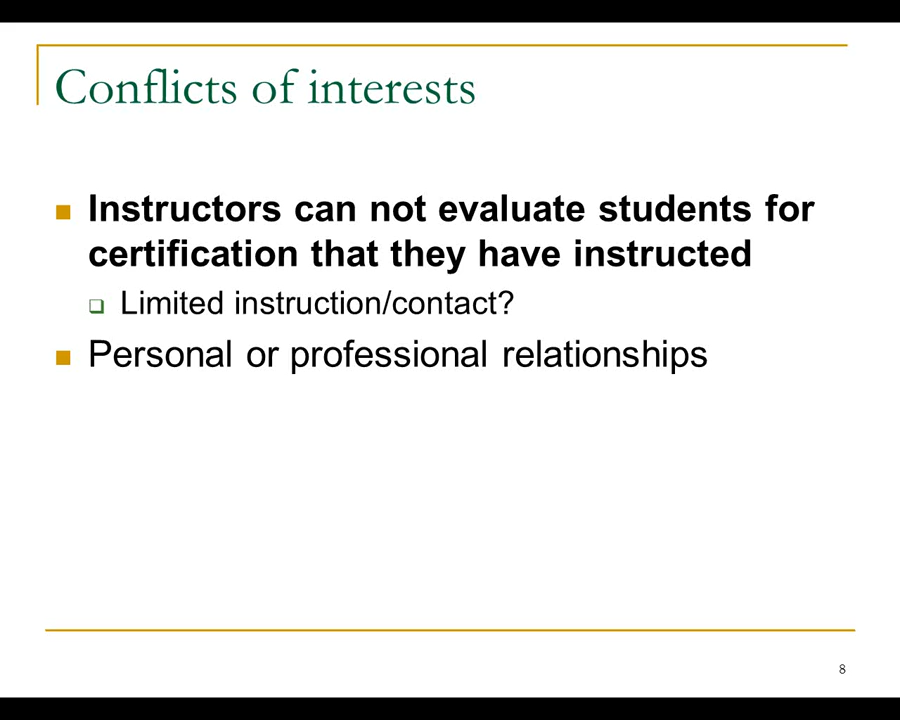 Conflicts of interests
Instructors can not evaluate students for
certification that they have instructed
Limited instruction/contact?
Personal or professional relationships
8